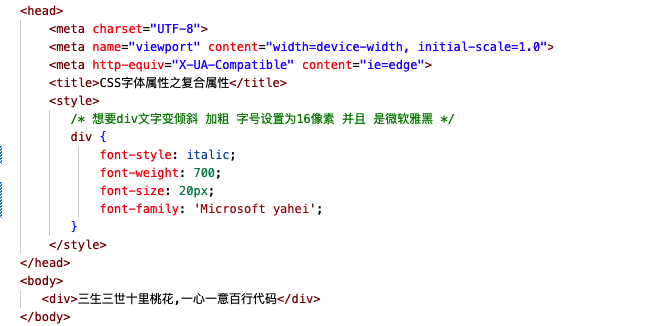 <head>
<meta charset="UTF-8">
<meta name="viewport" content="width=device-width, initial-scale=1.0">
<meta http-equiv="X-UA-Compatible" content="ie=edge">
<title>CSS字体属性之复合属性</title>
<style>
/* 想要div文字变倾斜 加粗 字号设置为16像素 并且 是微软雅黑 */
div {
font-style: italic;
font-weight: 700;
font-size: 20px;
font-family: 'Microsoft yahei';
}
</style>
</head>
<body>
<div>三生三世十里桃花,一心一意百行代码</div>
</body>